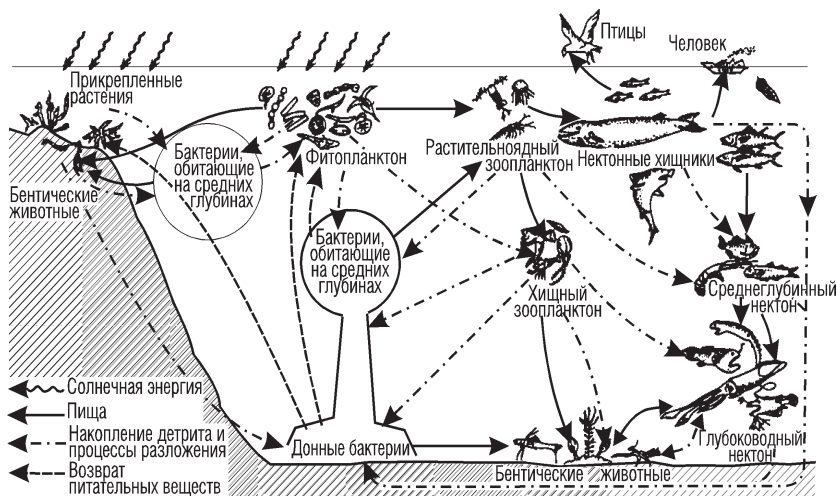 Птицы
Человек
Прикрепленные
растения
Бактерии,
обитающие
на средних
глубинах
Фитопланктон
Растительноядный
зоопланктон
Нектонные хищники
Бентические
животные
Бактерии,
обитающие
на средних
глубинах
Хищный
зоопланктон
Среднеглубинный
нектон
Солнечная энергия
Пища
Накопление детрита и
процессы разложения
Возврат
питательных веществ
Донные бактерии
Глубоководный
нектон
Бентические животные